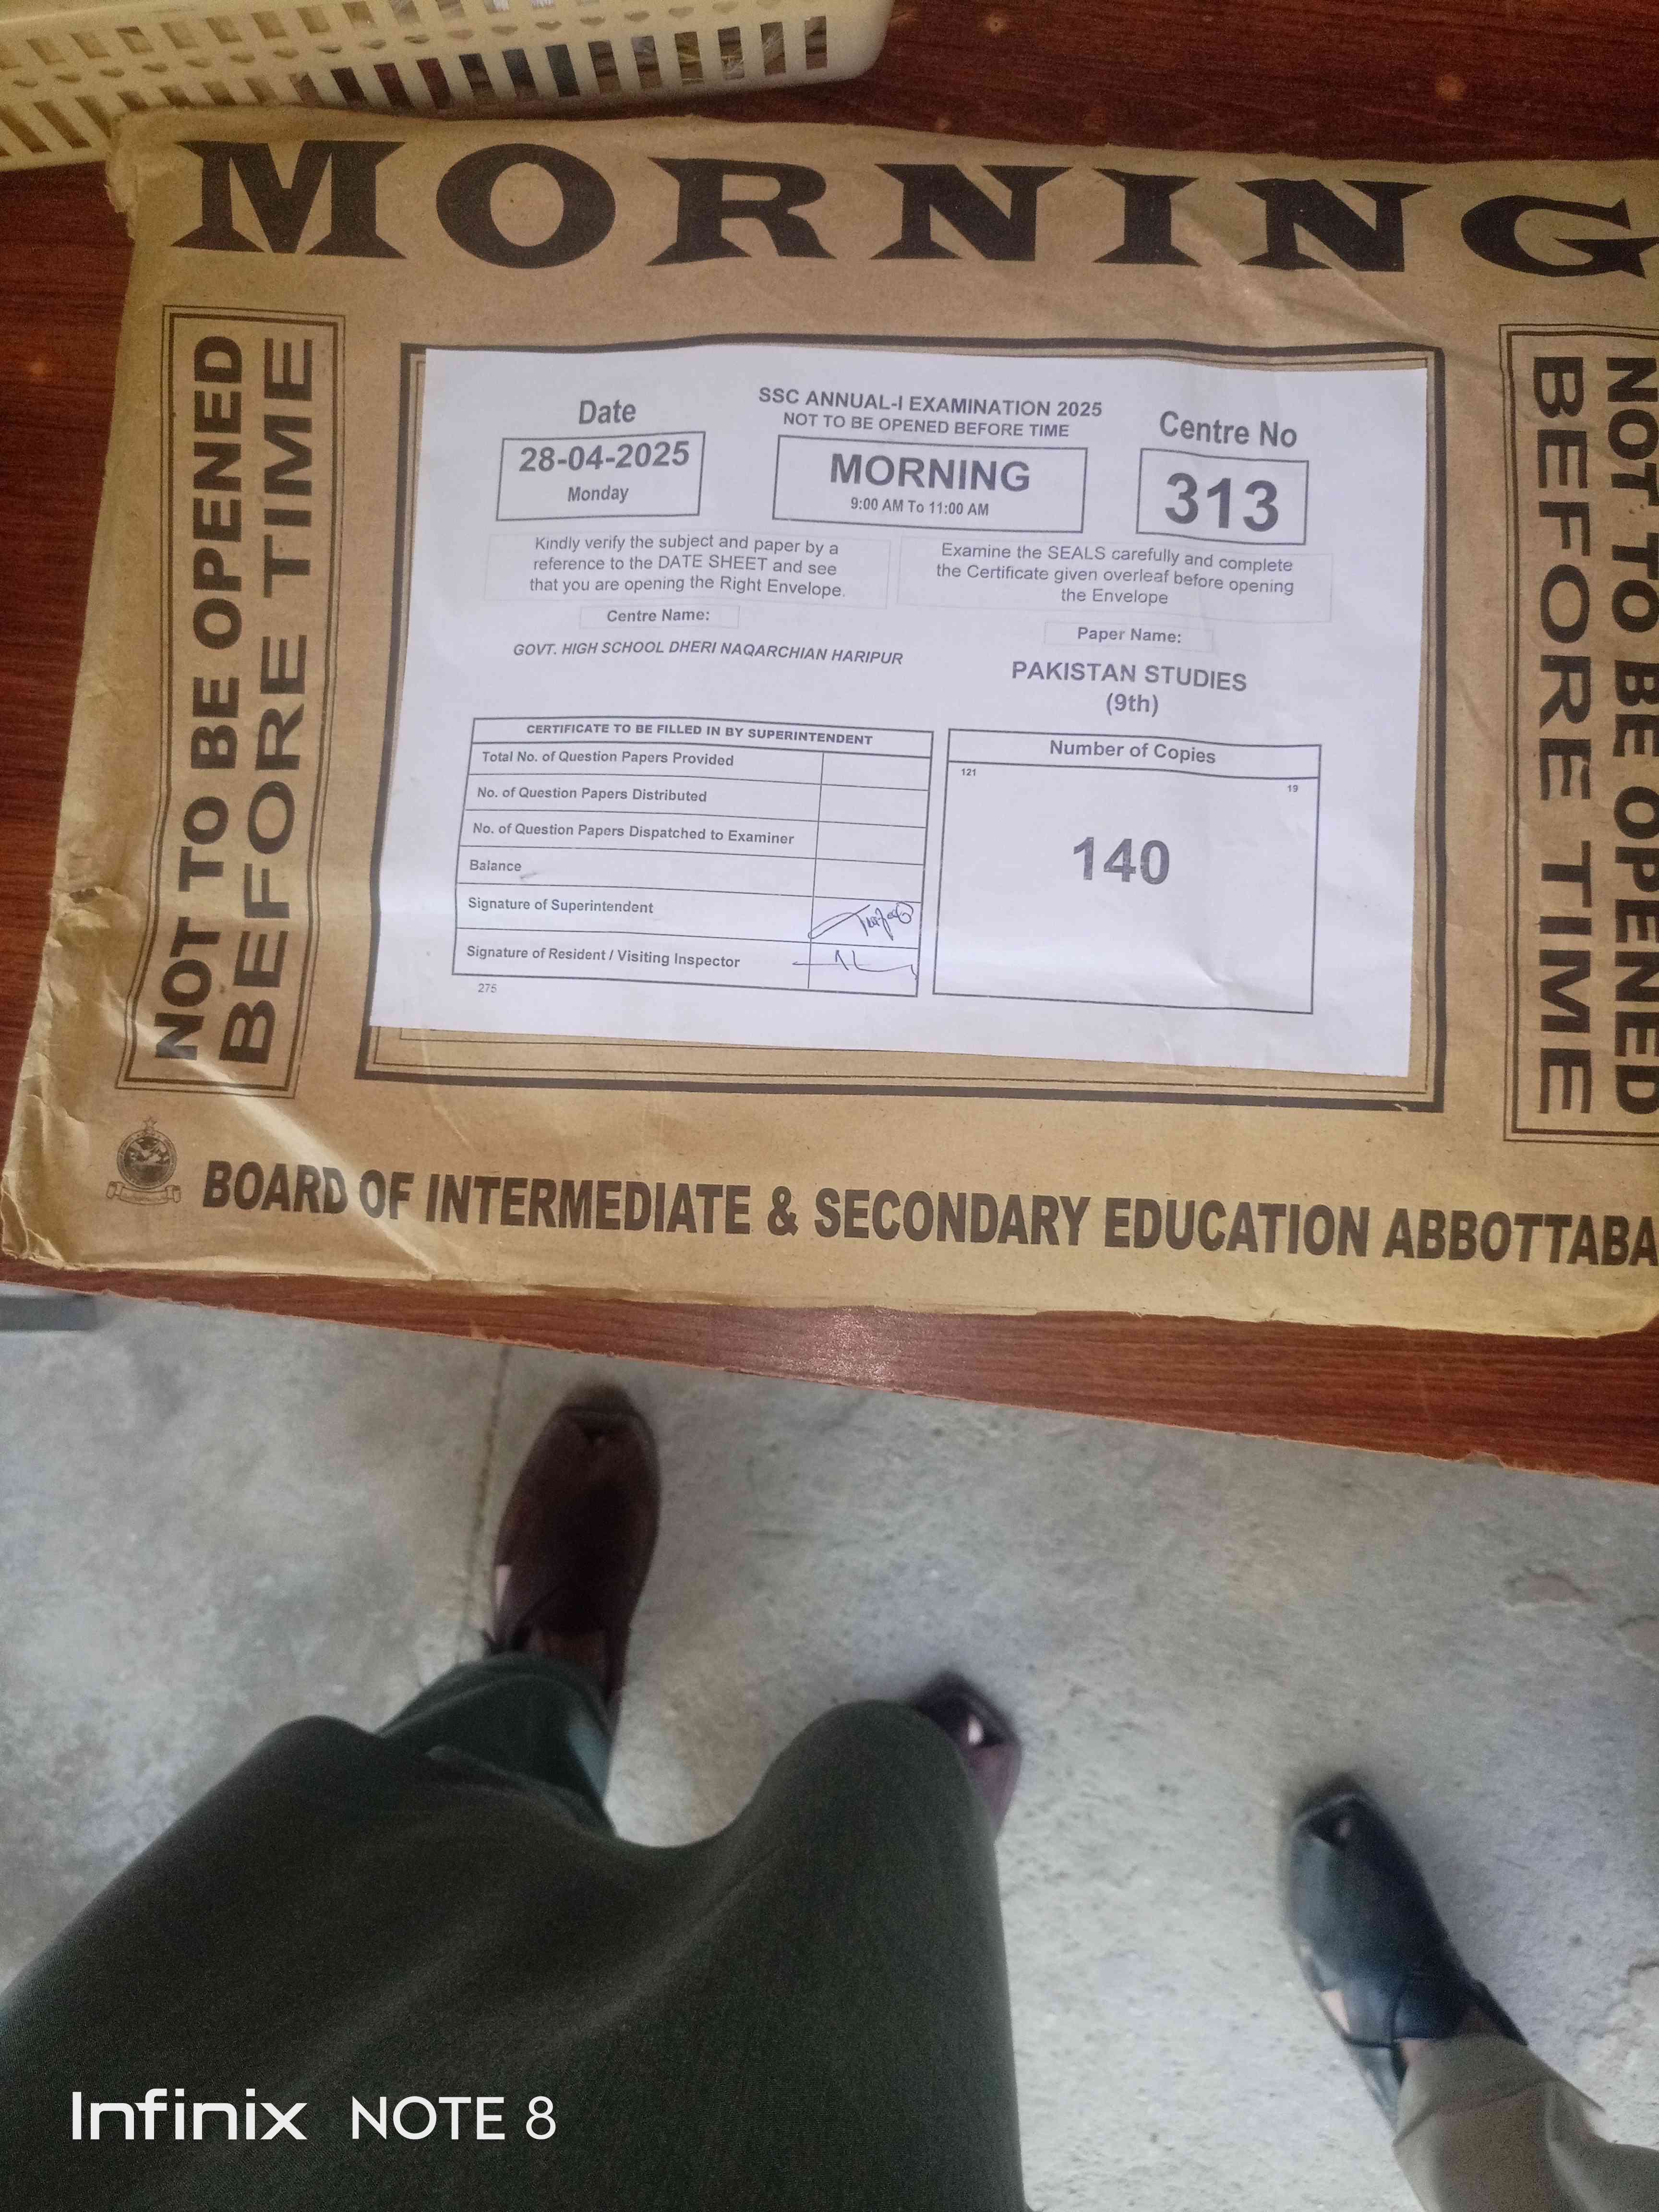 MORNING
NOT TO BE OPENED
BEFORE TIME
SSC ANNUAL-I EXAMINATION 2025
NOT TO BE OPENED BEFORE TIME
Date
28-04-2025
Monday
MORNING
9:00 AM To 11:00 AM
Centre No
313
Kindly verify the subject and paper by a
reference to the DATE SHEET and see
that you are opening the Right Envelope.
Examine the SEALS carefully and complete
the Certificate given overleaf before opening
the Envelope
Centre Name:
GOVT. HIGH SCHOOL DHERI NAQARCHIAN HARIPUR
Paper Name:
PAKISTAN STUDIES
(9th)
CERTIFICATE TO BE FILLED IN BY SUPERINTENDENT
Total No. of Question Papers Provided
No. of Question Papers Distributed
No. of Question Papers Dispatched to Examiner
Balance
Signature of Superintendent
Signature of Resident / Visiting Inspector
275
Number of Copies
121
19
140
NOT TO BE OPENED
BEFORE TIME
BOARD OF INTERMEDIATE & SECONDARY EDUCATION ABBOTTABA
Infinix NOTE 8